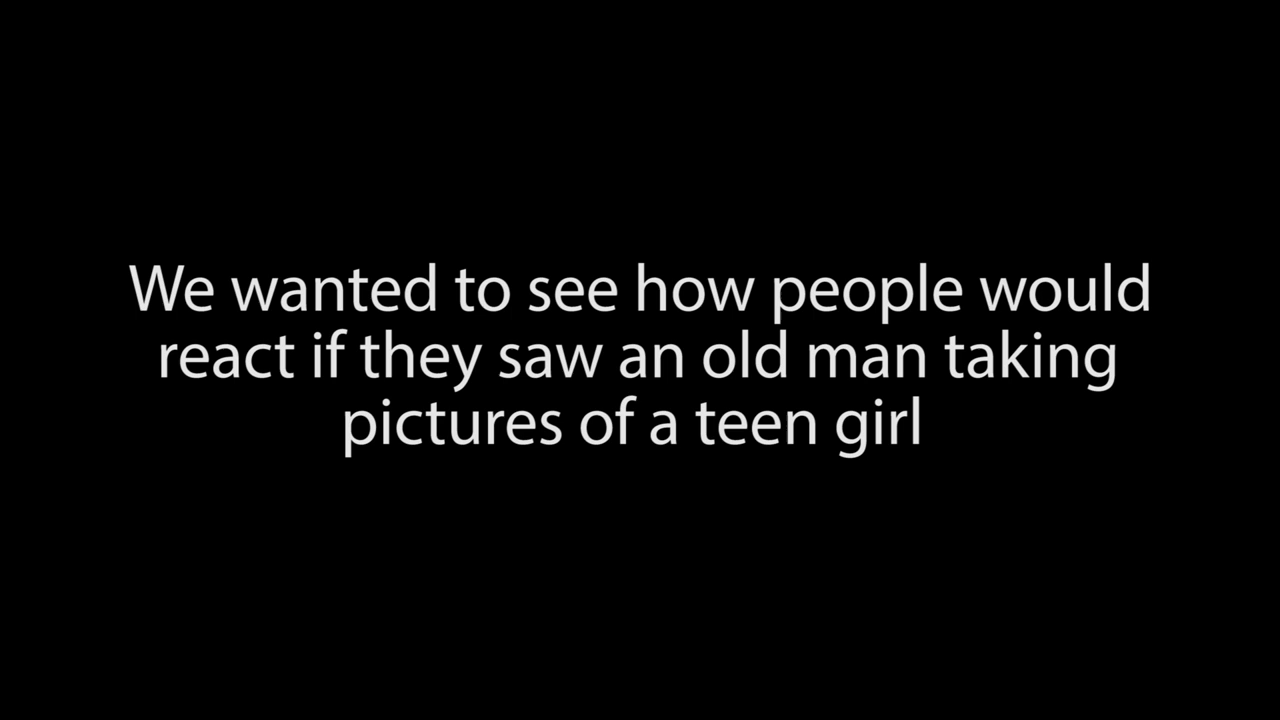 We wanted to see how people would
react if they saw an old man taking
pictures of a teen girl